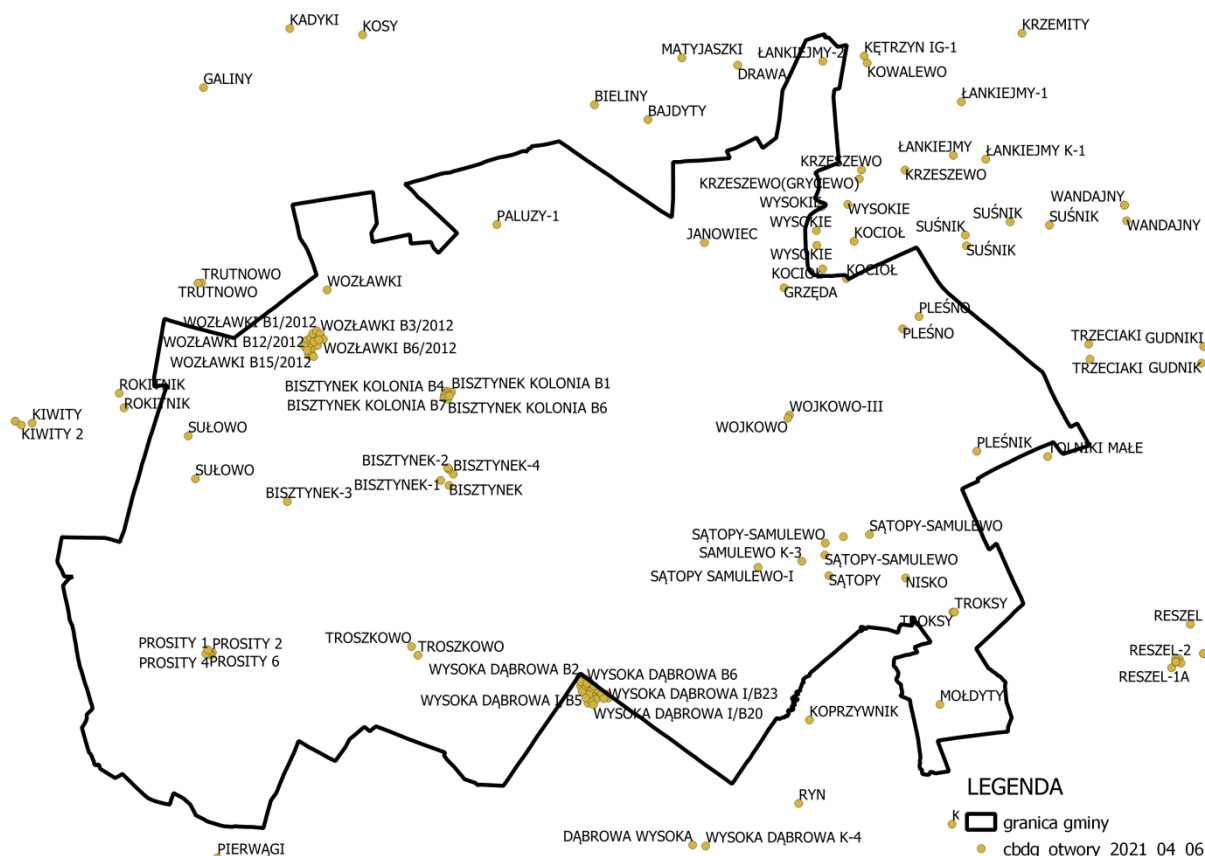 KADYKI
KOSY
KRZEMITY
MATYJASZKI
ŁANKIEJMY-2
KĘTRZYN IG-1
DRAWA
KOWALEWO
GALINY
BIELINY
ŁANKIEJMY-1
BAJDYTY
ŁANKIEJMY
ŁANKIEJMY K-1
KRZESZEWO
KRZESZEWO
KRZESZEWO(GRYCEWO)
WYSOKIE
WYSOKIE
WANDAJNY
PALUZY-1
WYSOKIE
SUŚNIK
SUŚNIK
SUŚNIK
WANDAJNY
JANOWIEC
KOCIOŁ
SUŚNIK
WYSOKIE
TRUTNOWO
TRUTNOWO
WOZŁAWKI
KOCIOŁ
KOCIOŁ
GRZĘDA
PLEŚNO
PLEŚNO
WOZŁAWKI B1/2012
WOZŁAWKI B3/2012
WOZŁAWKI B12/2012
WOZŁAWKI B6/2012
WOZŁAWKI B15/2012
TRZECIAKI
GUDNIKI
TRZECIAKI
GUDNIK
ROKITNIK
ROKITNIK
BISZTYNEK KOLONIA B4
BISZTYNEK KOLONIA B1
BISZTYNEK KOLONIA B7
BISZTYNEK KOLONIA B6
KIWITY
KIWITY 2
WOJKOWO-III
WOJKOWO
SUŁOWO
PLEŚNIK
TOLNIKI MAŁE
SUŁOWO
BISZTYNEK-2
BISZTYNEK-4
BISZTYNEK-1
BISZTYNEK
BISZTYNEK-3
SĄTOPY-SAMULEWO
SĄTOPY-SAMULEWO
SAMULEWO K-3
SĄTOPY-SAMULEWO
SĄTOPY SAMULEWO-I
SĄTOPY
NISKO
TROKSY
TROKSY
RESZEL
RESZEL-2
RESZEL-1A
PROSITY 1
PROSITY 2
PROSITY 4
PROSITY 6
TROSZKOWO
TROSZKOWO
WYSOKA DĄBROWA B2
WYSOKA DĄBROWA B6
WYSOKA DĄBROWA I/B5
WYSOKA DĄBROWA I/B23
WYSOKA DĄBROWA I/B20
KOPRZYWNIK
MOŁDYTY
RYN
DĄBROWA WYSOKA
WYSOKA DĄBROWA K-4
PIERWĄGI
K
LEGENDA
granica gminy
cbdg_otwory_2021_04_06